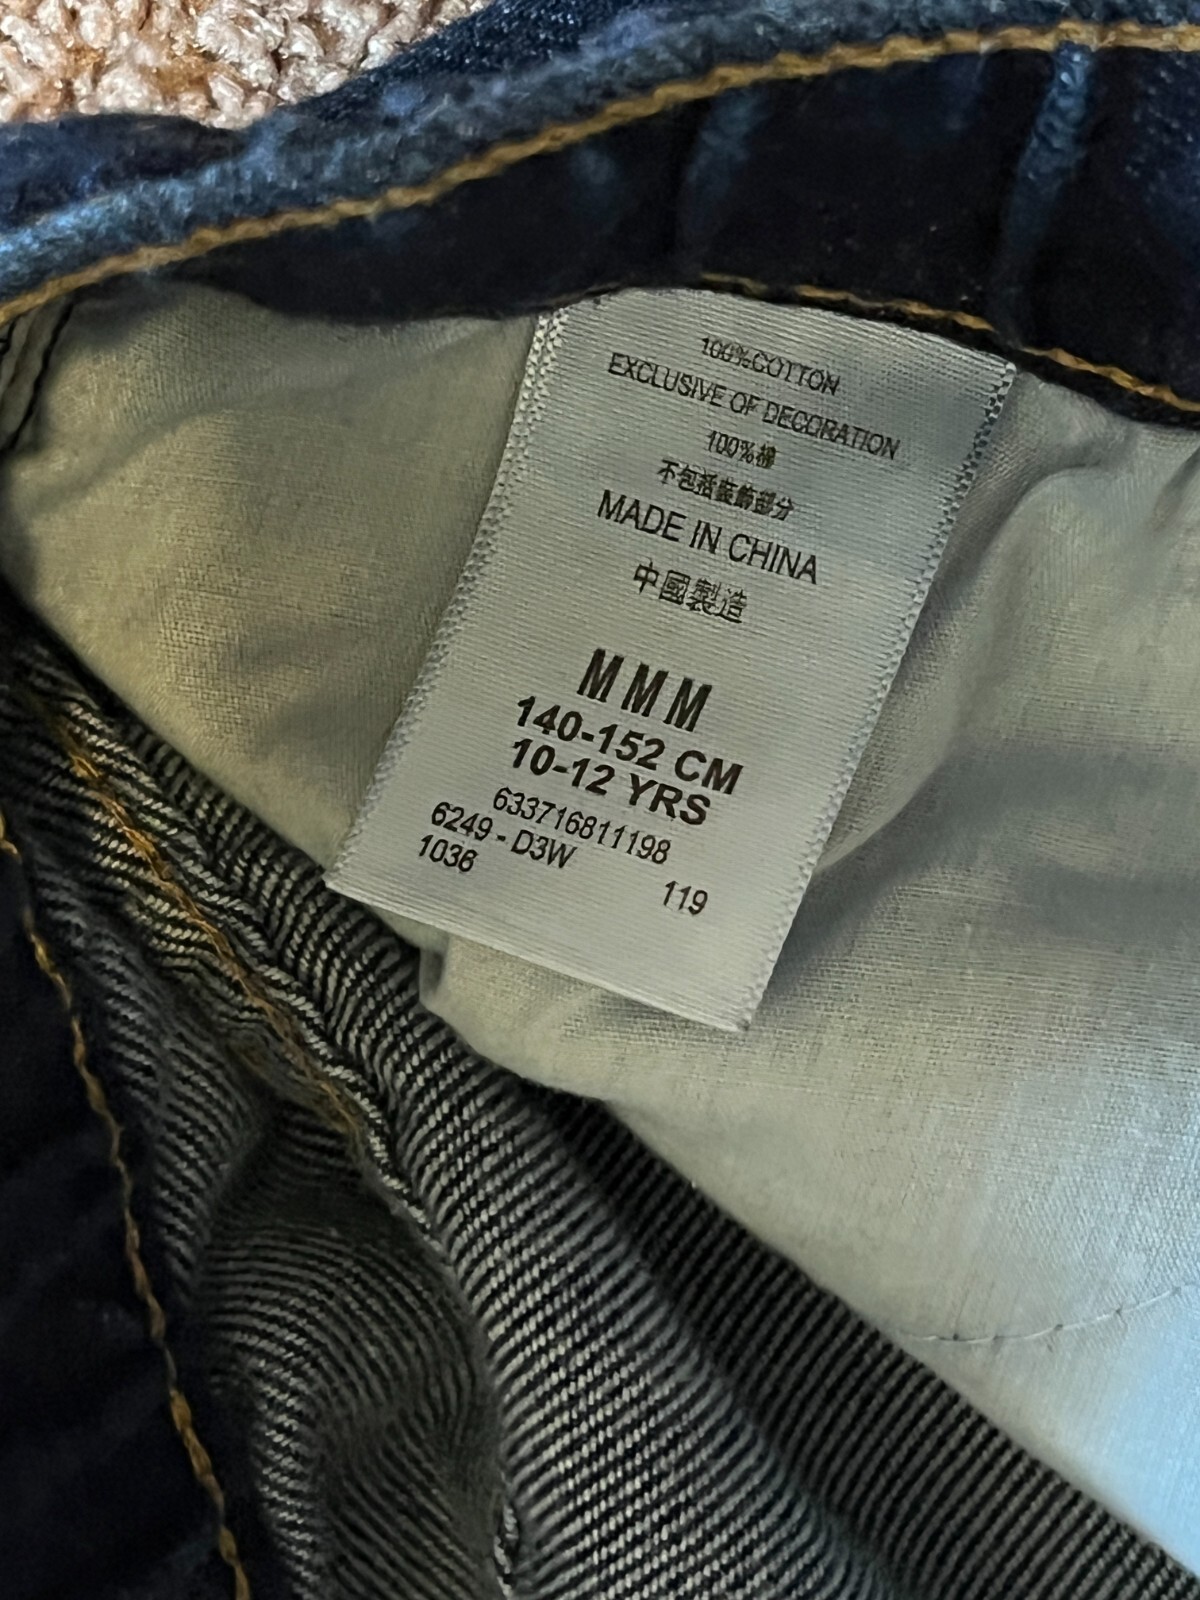 100%COTTON
EXCLUSIVE OF DECORATION
100%棉
不包括裝飾部分
MADE IN CHINA
中國製造
M M M
140-152 CM
10-12 YRS
633716811198
6249 - D3W
1036
119